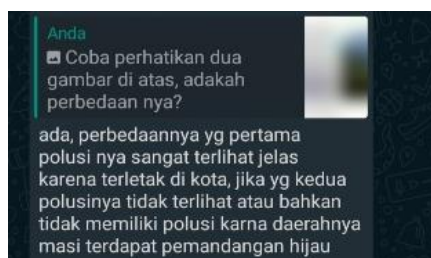 Anda
Coba perhatikan dua
gambar di atas, adakah
perbedaan nya?
ada, perbedaannya yg pertama
polusi nya sangat terlihat jelas
karena terletak di kota, jika yg kedua
polusinya tidak terlihat atau bahkan
tidak memiliki polusi karna daerahnya
masi terdapat pemandangan hijau